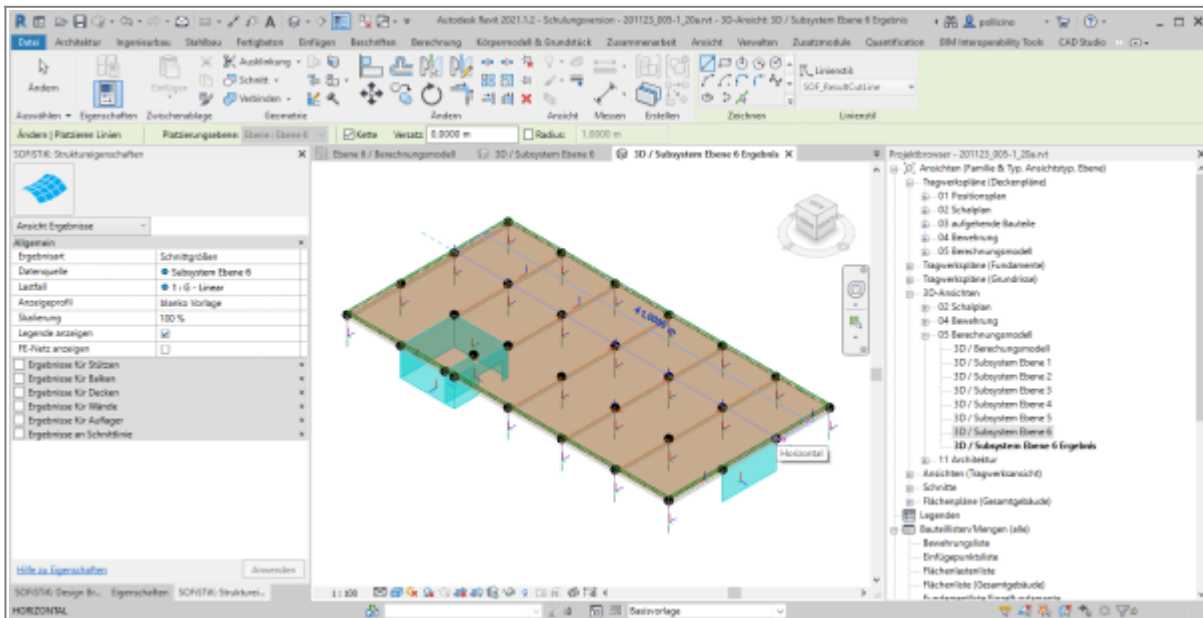 Autodesk Revit 2021.1.2 - Schulungsversion - 201123_005-1_20a.rvt - 3D-Ansicht: 3D / Subsystem Ebene 6 Ergebnis
pollicino
Datei Architektur Ingenieurbau Stahlbau Fertigbeton Einfügen Beschriften Berechnung Körpermodell & Grundstück Zusammenarbeit Ansicht Verwalten Zusatzmodule Quantification BIM Interoperability Tools CAD Studio
Ausklinkung
Linienstil:
Ändern Einfügen Schnitt SOF_ResultCutLine
Verbinden
Auswählen Eigenschaften Zwischenablage Geometrie Ändern Ansicht Messen Erstellen Zeichnen Linienstil
Ändern | Platzieren Linien Platzierungsebene: Ebene : Ebene 6 Kette Versatz: 0,0000 m Radius: 1,0000 m
SOFiSTiK: Struktureigenschaften
Ebene 6 / Berechnungsmodell
3D / Subsystem Ebene 6
3D / Subsystem Ebene 6 Ergebnis
Projektbrowser - 201123_005-1_20a.rvt
Ansicht Ergebnisse
Allgemein
Ergebnisart Schnittgrößen
Datenquelle Subsystem Ebene 6
Lastfall 1 : G - Linear
Anzeigeprofil blanko Vorlage
Skalierung 100 %
Legende anzeigen
FE-Netz anzeigen
Ergebnisse für Stützen
Ergebnisse für Balken
Ergebnisse für Decken
Ergebnisse für Wände
Ergebnisse für Auflager
Ergebnisse an Schnittlinie
Hilfe zu Eigenschaften Anwenden
SOFiSTiK: Design Br... Eigenschaften SOFiSTiK: Strukturei...
HORIZONTAL
41,0000
Horizontal
1 : 100
Basisvorlage
Ansichten (Familie & Typ, Ansichtstyp, Ebene)
Tragwerkspläne (Deckenpläne)
01 Positionsplan
02 Schalplan
03 aufgehende Bauteile
04 Bewehrung
05 Berechnungsmodell
Tragwerkspläne (Fundamente)
Tragwerkspläne (Grundrisse)
3D-Ansichten
02 Schalplan
04 Bewehrung
05 Berechnungsmodell
3D / Berechungsmodell
3D / Subsystem Ebene 1
3D / Subsystem Ebene 2
3D / Subsystem Ebene 3
3D / Subsystem Ebene 4
3D / Subsystem Ebene 5
3D / Subsystem Ebene 6
3D / Subsystem Ebene 6 Ergebnis
11 Architektur
Ansichten (Tragwerksansicht)
Schnitte
Flächenpläne (Gesamtgebäude)
Legenden
Bauteillisten/Mengen (alle)
Bewehrungsliste
Einfügepunktsliste
Flächenlastenliste
Flächenliste (Gesamtgebäude)